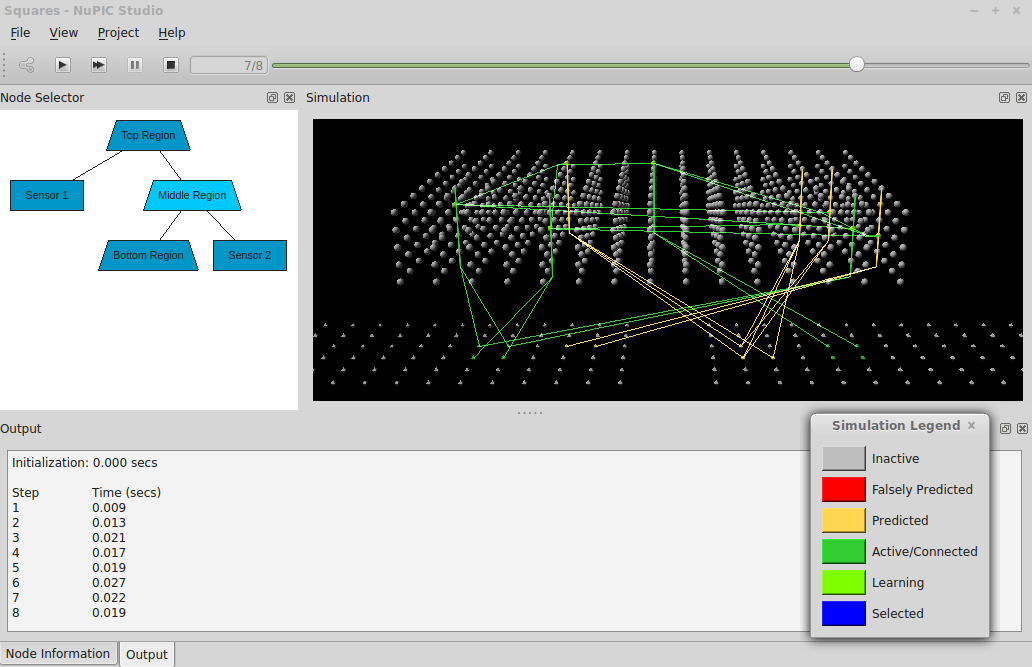 Squares - NuPIC Studio
File View Project Help
7/8
Node Selector
Simulation
Top Region
Sensor 1
Middle Region
Bottom Region
Sensor 2
Output
Initialization: 0.000 secs
Step Time (secs)
1 0.009
2 0.013
3 0.021
4 0.017
5 0.019
6 0.027
7 0.022
8 0.019
Simulation Legend
Inactive
Falsely Predicted
Predicted
Active/Connected
Learning
Selected
Node Information Output